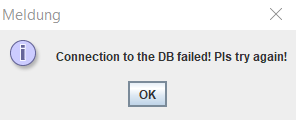 Meldung
Connection to the DB failed! Pls try again!
OK